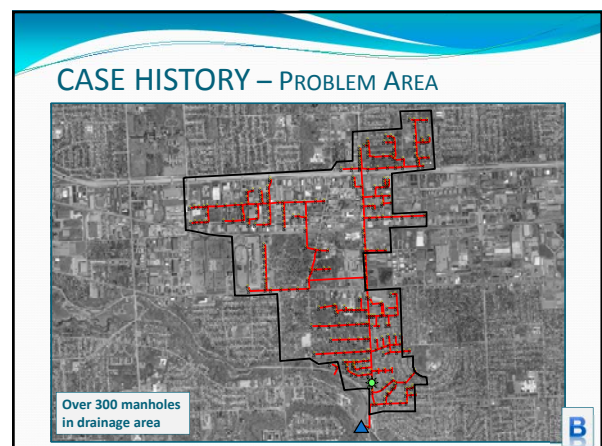 CASE HISTORY – PROBLEM AREA
Over 300 manholes
in drainage area
B